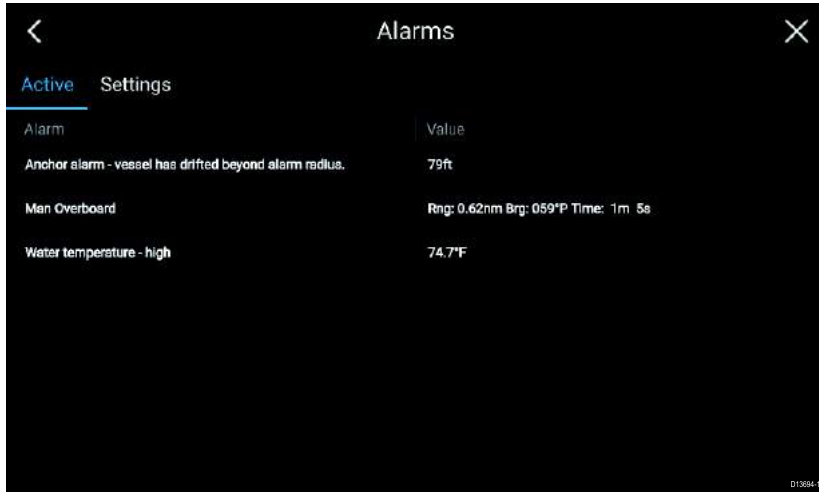 Alarms
Active Settings
Alarm Value
Anchor alarm - vessel has drifted beyond alarm radius. 79ft
Man Overboard Rng: 0.62nm Brg: 059°P Time: 1m 5s
Water temperature - high 74.7°F
D13694-1